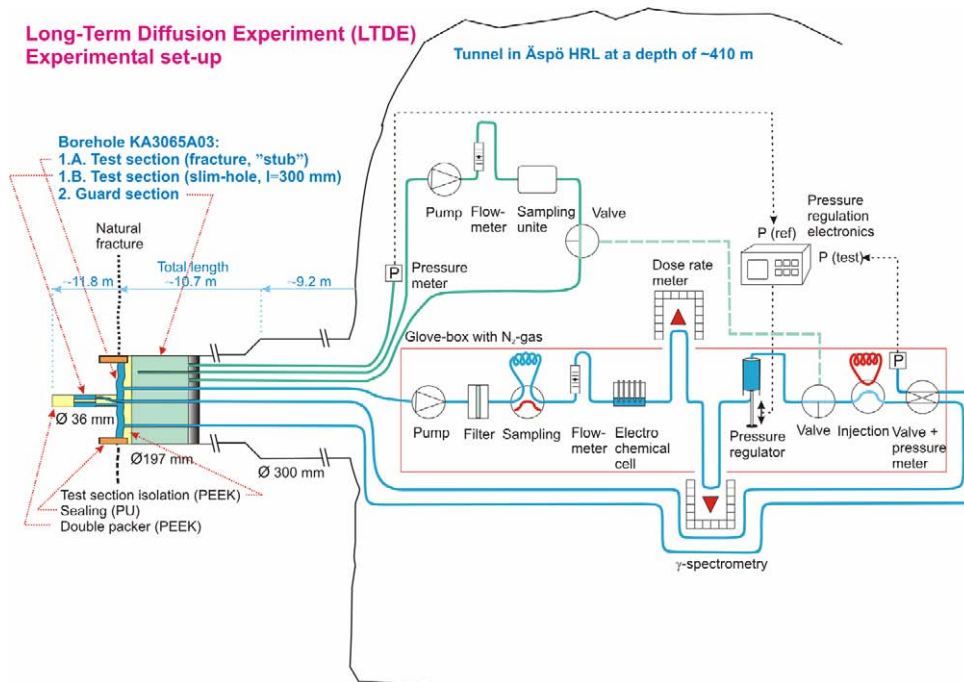 Long-Term Diffusion Experiment (LTDE)
Experimental set-up
Tunnel in Äspö HRL at a depth of ~410 m
Borehole KA3065A03:
1.A. Test section (fracture, ”stub”)
1.B. Test section (slim-hole, l=300 mm)
2. Guard section
Natural
fracture
Total length
~11.8 m
~10.7 m
~9.2 m
P
Pressure
meter
Pump
Flow-
meter
Sampling
unite
Valve
Dose rate
meter
P (ref)
Pressure
regulation
electronics
P (test)
P
Glove-box with N₂-gas
Pump
Filter
Sampling
Flow-
meter
Electro
chemical
cell
Pressure
regulator
Valve
Injection
Valve +
pressure
meter
Ø 36 mm
Ø197 mm
Ø 300 mm
Test section isolation (PEEK)
Sealing (PU)
Double packer (PEEK)
γ-spectrometry